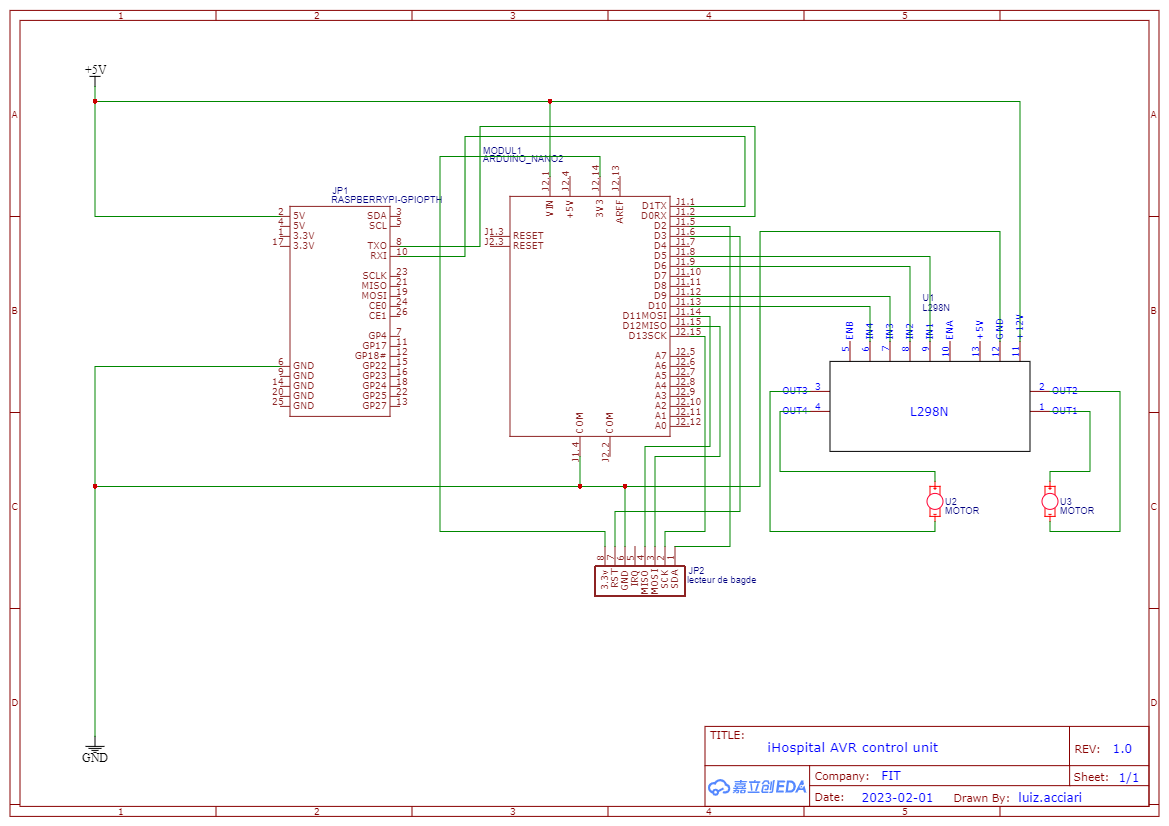 1 2 3 4 5
A
B
C
D
A
B
C
D
+5V
JP1
RASPBERRYPI-GPIOPTH
2 5V
4 5V
1 3.3V
17 3.3V
6 GND
9 GND
14 GND
20 GND
25 GND
SDA 3
SCL 5
TXO 8
RXI 10
SCLK 23
MISO 21
MOSI 19
CE0 24
CE1 26
GP4 7
GP17 11
GP18# 12
GP22 15
GP23 16
GP24 18
GP25 22
GP27 13
MODUL1
ARDUINO_NANO2
J2.1 VIN
J2.4 +5V
J2.14 3V3
J2.13 AREF
J1.3 RESET
J2.3 RESET
D1TX J1.1
D0RX J1.2
D2 J1.5
D3 J1.6
D4 J1.7
D5 J1.8
D6 J1.9
D7 J1.10
D8 J1.11
D9 J1.12
D10 J1.13
D11MOSI J1.14
D12MISO J1.15
D13SCK J2.15
A7 J2.5
A6 J2.6
A5 J2.7
A4 J2.8
A3 J2.9
A2 J2.10
A1 J2.11
A0 J2.12
COM J1.4
COM J2.2
U1
L298N
5 ENB
6 IN4
7 IN3
8 IN2
9 IN1
10 ENA
13 +5V
12 GND
11 +12V
OUT3 3
OUT4 4
L298N
2 OUT2
1 OUT1
U2
MOTOR
U3
MOTOR
JP2
lecteur de bagde
8 3.3v
7 RST
6 GND
5 IRQ
4 MISO
3 MOSI
2 SCK
1 SDA
GND
TITLE:
iHospital AVR control unit
REV: 1.0
嘉立创EDA
Company: FIT
Sheet: 1/1
Date: 2023-02-01 Drawn By: luiz.acciari
1 2 3 4 5